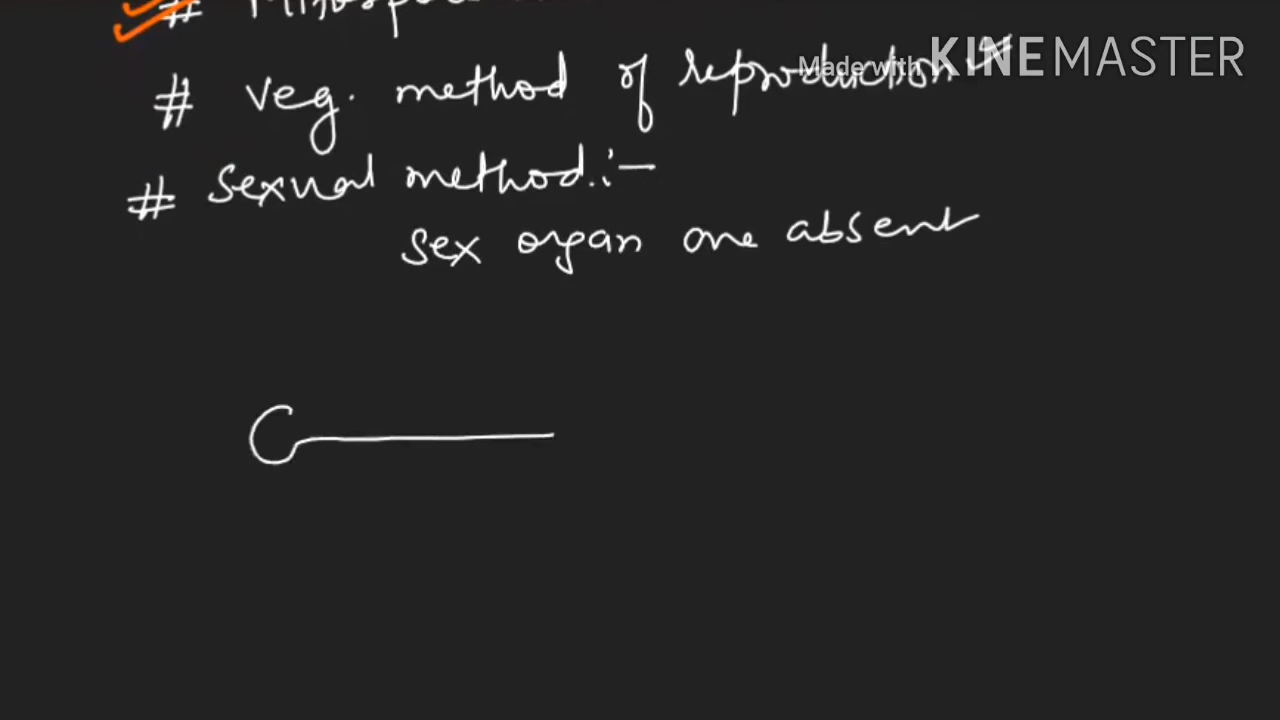 #
# veg. method of reproduction
Made with KINEMASTER
# Sexual method :-
sex organ are absent